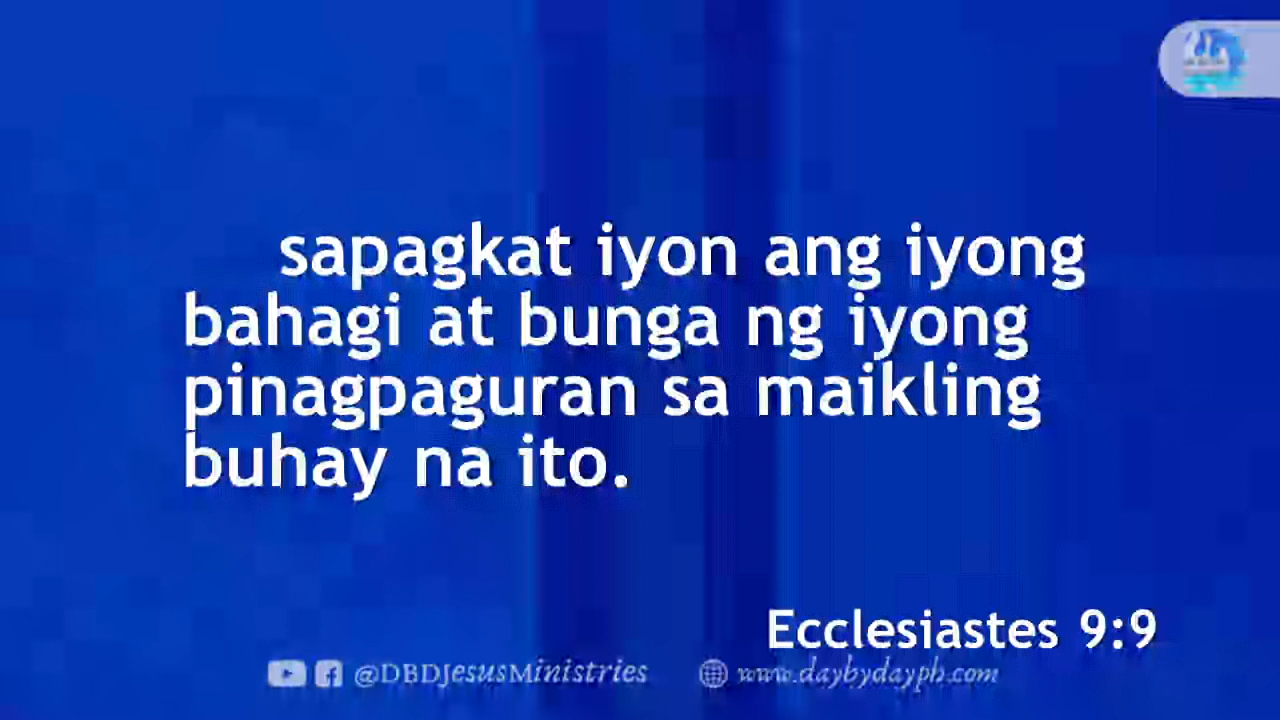 sapagkat iyon ang iyong
bahagi at bunga ng iyong
pinagpaguran sa maikling
buhay na ito.
Ecclesiastes 9:9
@DBDJesusMinistries www.daybydayph.com